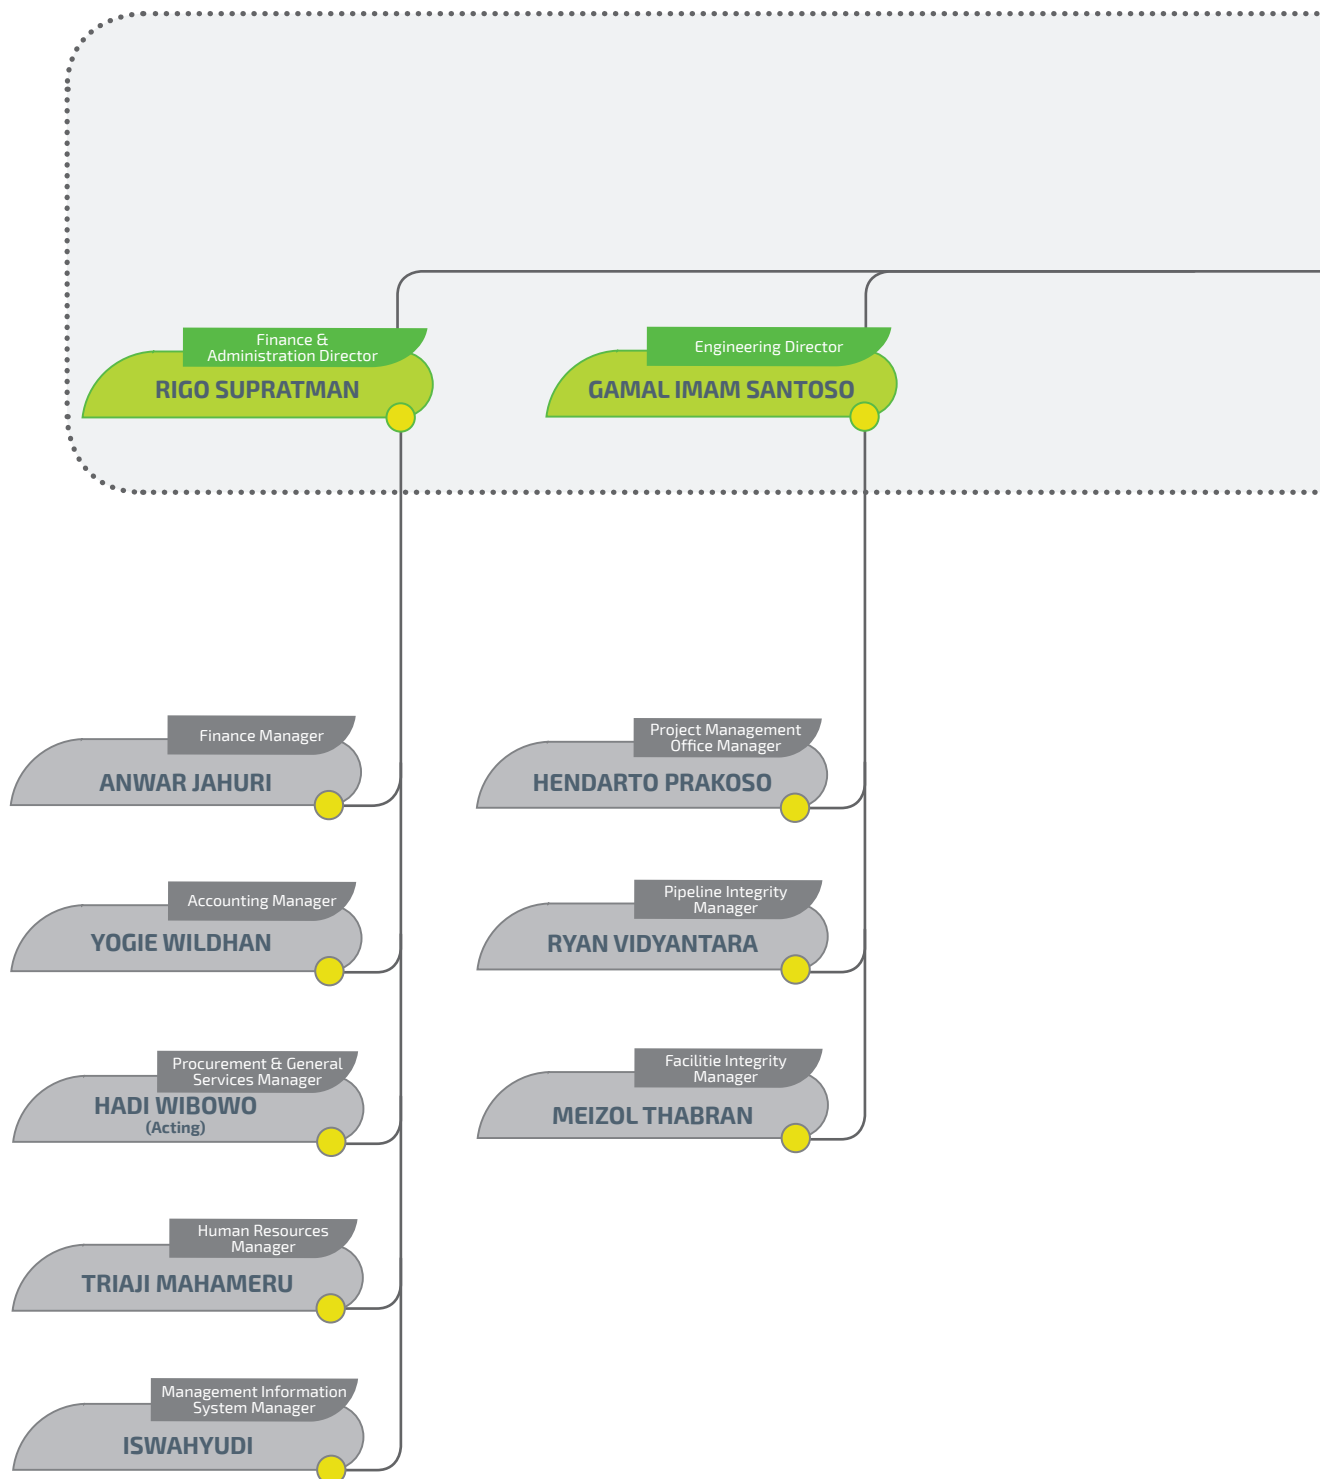 Finance &
Administration Director
RIGO SUPRATMAN
Engineering Director
GAMAL IMAM SANTOSO
Finance Manager
ANWAR JAHURI
Accounting Manager
YOGIE WILDHAN
Procurement & General
Services Manager
HADI WIBOWO
(Acting)
Human Resources
Manager
TRIAJI MAHAMERU
Management Information
System Manager
ISWAHYUDI
Project Management
Office Manager
HENDARTO PRAKOSO
Pipeline Integrity
Manager
RYAN VIDYANTARA
Facilitie Integrity
Manager
MEIZOL THABRAN